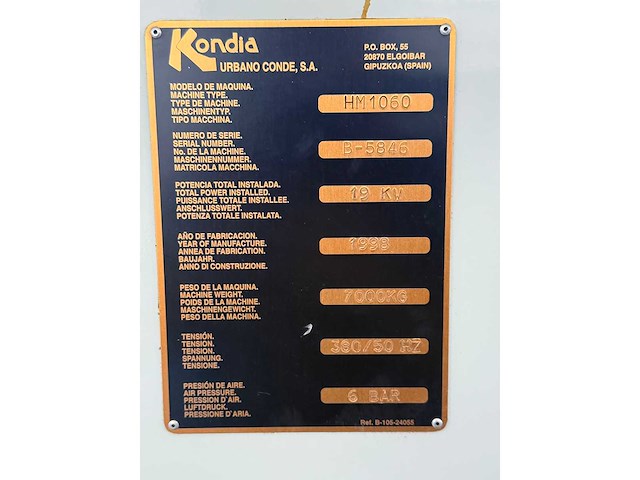 Kondia
URBANO CONDE, S.A.
P.O. BOX, 55
20870 ELGOIBAR
GIPUZKOA (SPAIN)
MODELO DE MAQUINA.
MACHINE TYPE.
TYPE DE MACHINE.
MASCHINENTYP.
TIPO MACCHINA.
HM1060
NUMERO DE SERIE.
SERIAL NUMBER.
No. DE LA MACHINE.
MASCHINENNUMMER.
MATRICOLA MACCHINA.
B-5846
POTENCIA TOTAL INSTALADA.
TOTAL POWER INSTALLED.
PUISSANCE TOTALE INSTALLEE.
ANSCHLUSSWERT.
POTENZA TOTALE INSTALATA.
19 KW
AÑO DE FABRICACION.
YEAR OF MANUFACTURE.
ANNEA DE FABRICATION.
BAUJAHR.
ANNO DI CONSTRUZIONE.
1998
PESO DE LA MAQUINA.
MACHINE WEIGHT.
POIDS DE LA MACHINE.
MASCHINENGEWICHT.
PESO DELLA MACHINA.
7000KG
TENSIÓN.
TENSIÓN.
TENSION.
SPANNUNG.
TENSIONE.
380/50 HZ
PRESIÓN DE AIRE.
AIR PRESSURE.
PRESSION D'AIR.
LUFTDRUCK.
PRESSIONE D'ARIA.
6 BAR
Ref. B-105-24055